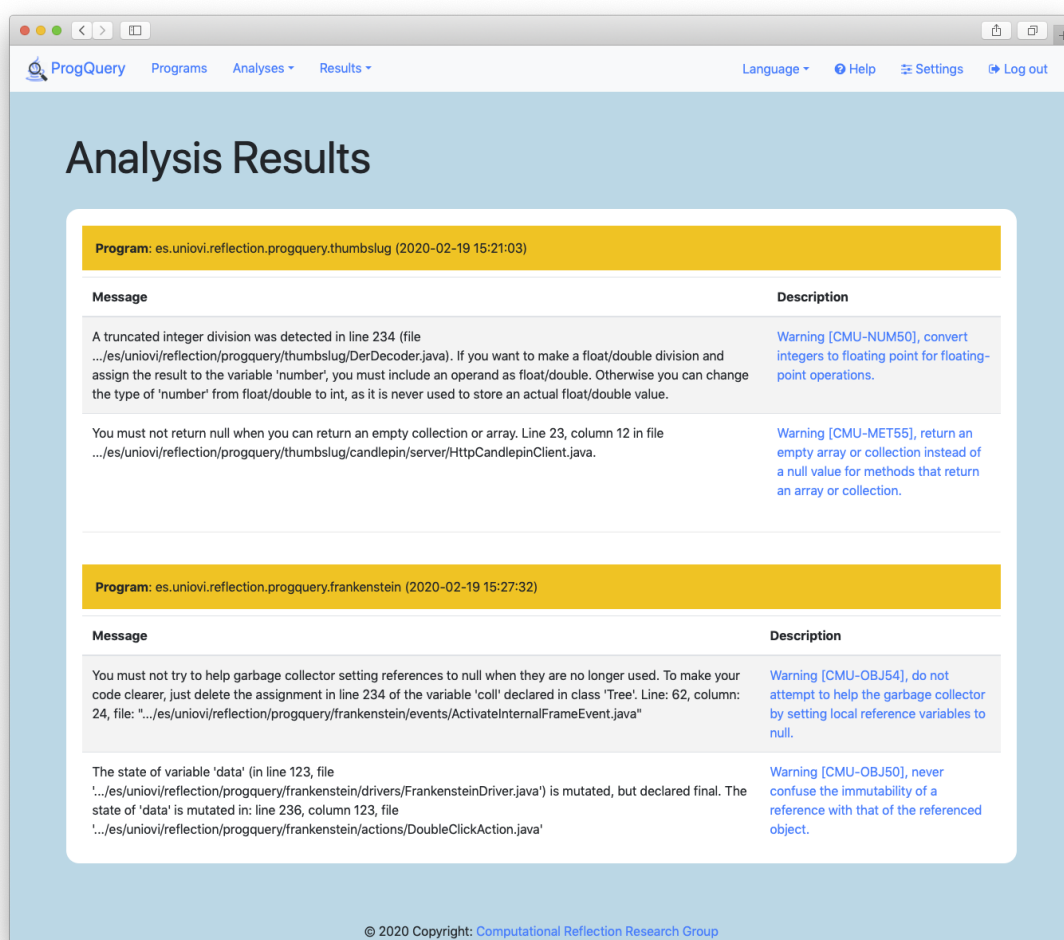 ProgQuery Programs Analyses Results Language Help Settings Log out
Analysis Results
Program: es.uniovi.reflection.progquery.thumbslug (2020-02-19 15:21:03)
Message Description
A truncated integer division was detected in line 234 (file
.../es/uniovi/reflection/progquery/thumbslug/DerDecoder.java). If you want to make a float/double division and
assign the result to the variable 'number', you must include an operand as float/double. Otherwise you can change
the type of 'number' from float/double to int, as it is never used to store an actual float/double value.
Warning [CMU-NUM50], convert
integers to floating point for floating-
point operations.
You must not return null when you can return an empty collection or array. Line 23, column 12 in file
.../es/uniovi/reflection/progquery/thumbslug/candlepin/server/HttpCandlepinClient.java.
Warning [CMU-MET55], return an
empty array or collection instead of
a null value for methods that return
an array or collection.
Program: es.uniovi.reflection.progquery.frankenstein (2020-02-19 15:27:32)
Message Description
You must not try to help garbage collector setting references to null when they are no longer used. To make your
code clearer, just delete the assignment in line 234 of the variable 'coll' declared in class 'Tree'. Line: 62, column:
24, file: ".../es/uniovi/reflection/progquery/frankenstein/events/ActivateInternalFrameEvent.java"
Warning [CMU-OBJ54], do not
attempt to help the garbage collector
by setting local reference variables to
null.
The state of variable 'data' (in line 123, file
'.../es/uniovi/reflection/progquery/frankenstein/drivers/FrankensteinDriver.java') is mutated, but declared final. The
state of 'data' is mutated in: line 236, column 123, file
'.../es/uniovi/reflection/progquery/frankenstein/actions/DoubleClickAction.java'
Warning [CMU-OBJ50], never
confuse the immutability of a
reference with that of the referenced
object.
© 2020 Copyright: Computational Reflection Research Group